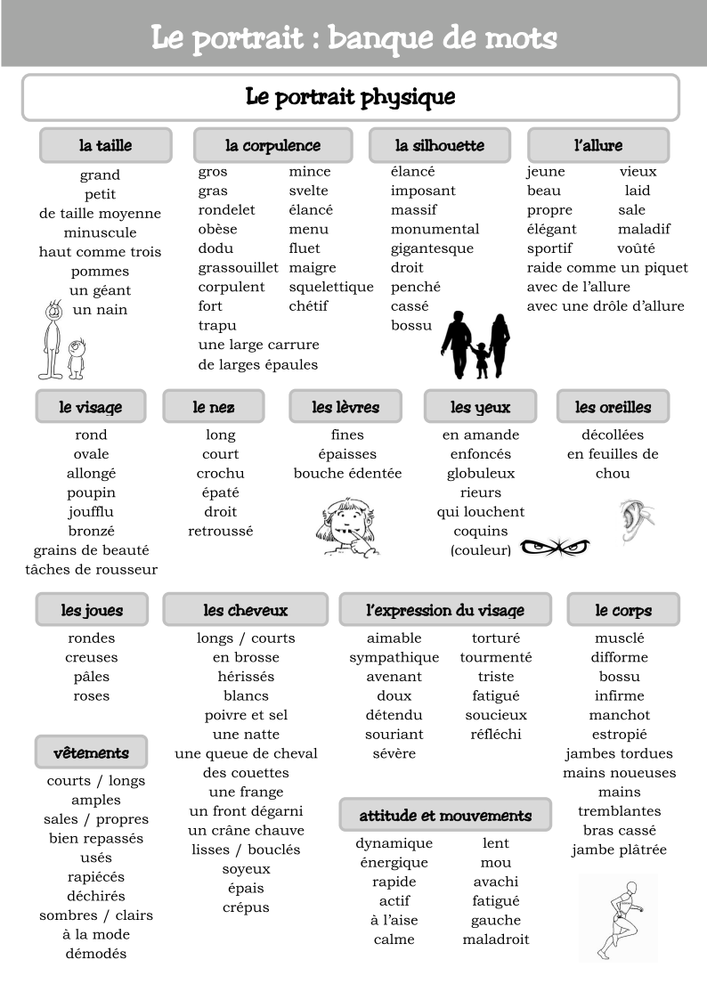 Le portrait : banque de mots
Le portrait physique
la taille
grand
petit
de taille moyenne
minuscule
haut comme trois
pommes
un géant
un nain
la corpulence
gros mince
gras svelte
rondelet élancé
obèse menu
dodu fluet
grassouillet maigre
corpulent squelettique
fort chétif
trapu
une large carrure
de larges épaules
la silhouette
élancé
imposant
massif
monumental
gigantesque
droit
penché
cassé
bossu
l'allure
jeune vieux
beau laid
propre sale
élégant maladif
sportif voûté
raide comme un piquet
avec de l'allure
avec une drôle d'allure
le visage
rond
ovale
allongé
poupin
joufflu
bronzé
grains de beauté
tâches de rousseur
le nez
long
court
crochu
épaté
droit
retroussé
les lèvres
fines
épaisses
bouche édentée
les yeux
en amande
enfoncés
globuleux
rieurs
qui louchent
coquins
(couleur)
les oreilles
décollées
en feuilles de
chou
les joues
rondes
creuses
pâles
roses
vêtements
courts / longs
amples
sales / propres
bien repassés
usés
rapiécés
déchirés
sombres / clairs
à la mode
démodés
les cheveux
longs / courts
en brosse
hérissés
blancs
poivre et sel
une natte
une queue de cheval
des couettes
une frange
un front dégarni
un crâne chauve
lisses / bouclés
soyeux
épais
crépus
l'expression du visage
aimable torturé
sympathique tourmenté
avenant triste
doux fatigué
détendu soucieux
souriant réfléchi
sévère
attitude et mouvements
dynamique lent
énergique mou
rapide avachi
actif fatigué
à l'aise gauche
calme maladroit
le corps
musclé
difforme
bossu
infirme
manchot
estropié
jambes tordues
mains noueuses
mains
tremblantes
bras cassé
jambe plâtrée